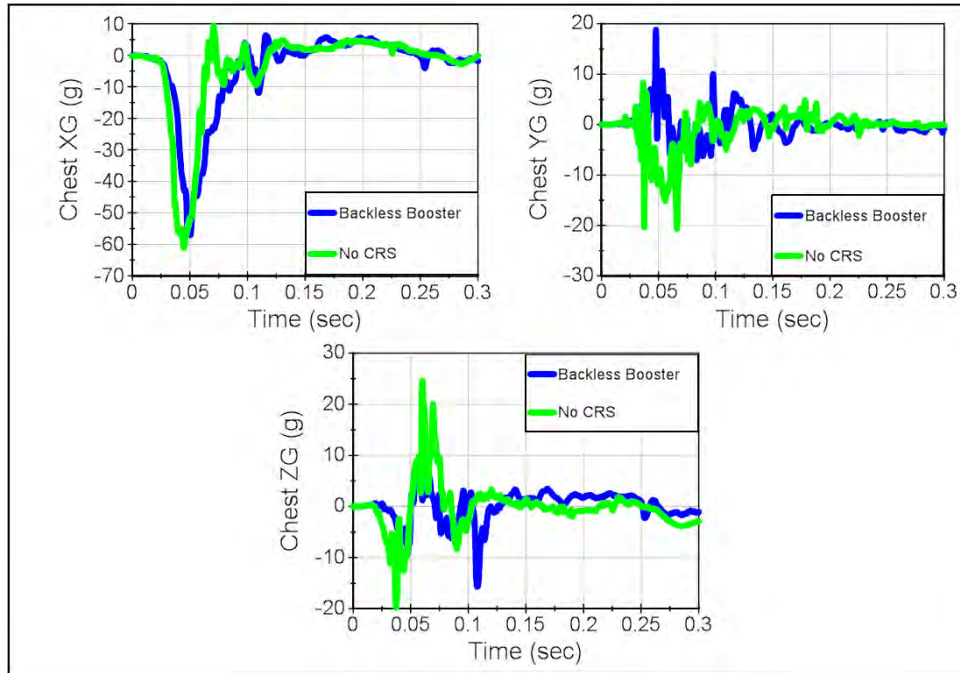 Chest XG (g)
10
0
-10
-20
-30
-40
-50
-60
-70
Backless Booster
No CRS
0 0.05 0.1 0.15 0.2 0.25 0.3
Time (sec)
Chest YG (g)
20
10
0
-10
-20
-30
Backless Booster
No CRS
0 0.05 0.1 0.15 0.2 0.25 0.3
Time (sec)
Chest ZG (g)
30
20
10
0
-10
-20
Backless Booster
No CRS
0 0.05 0.1 0.15 0.2 0.25 0.3
Time (sec)